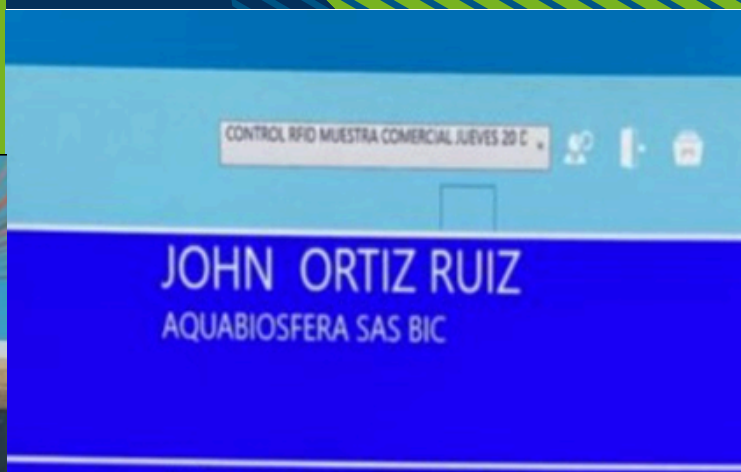 CONTROL RFID MUESTRA COMERCIAL JUEVES 20 D
JOHN ORTIZ RUIZ
AQUABIOSFERA SAS BIC